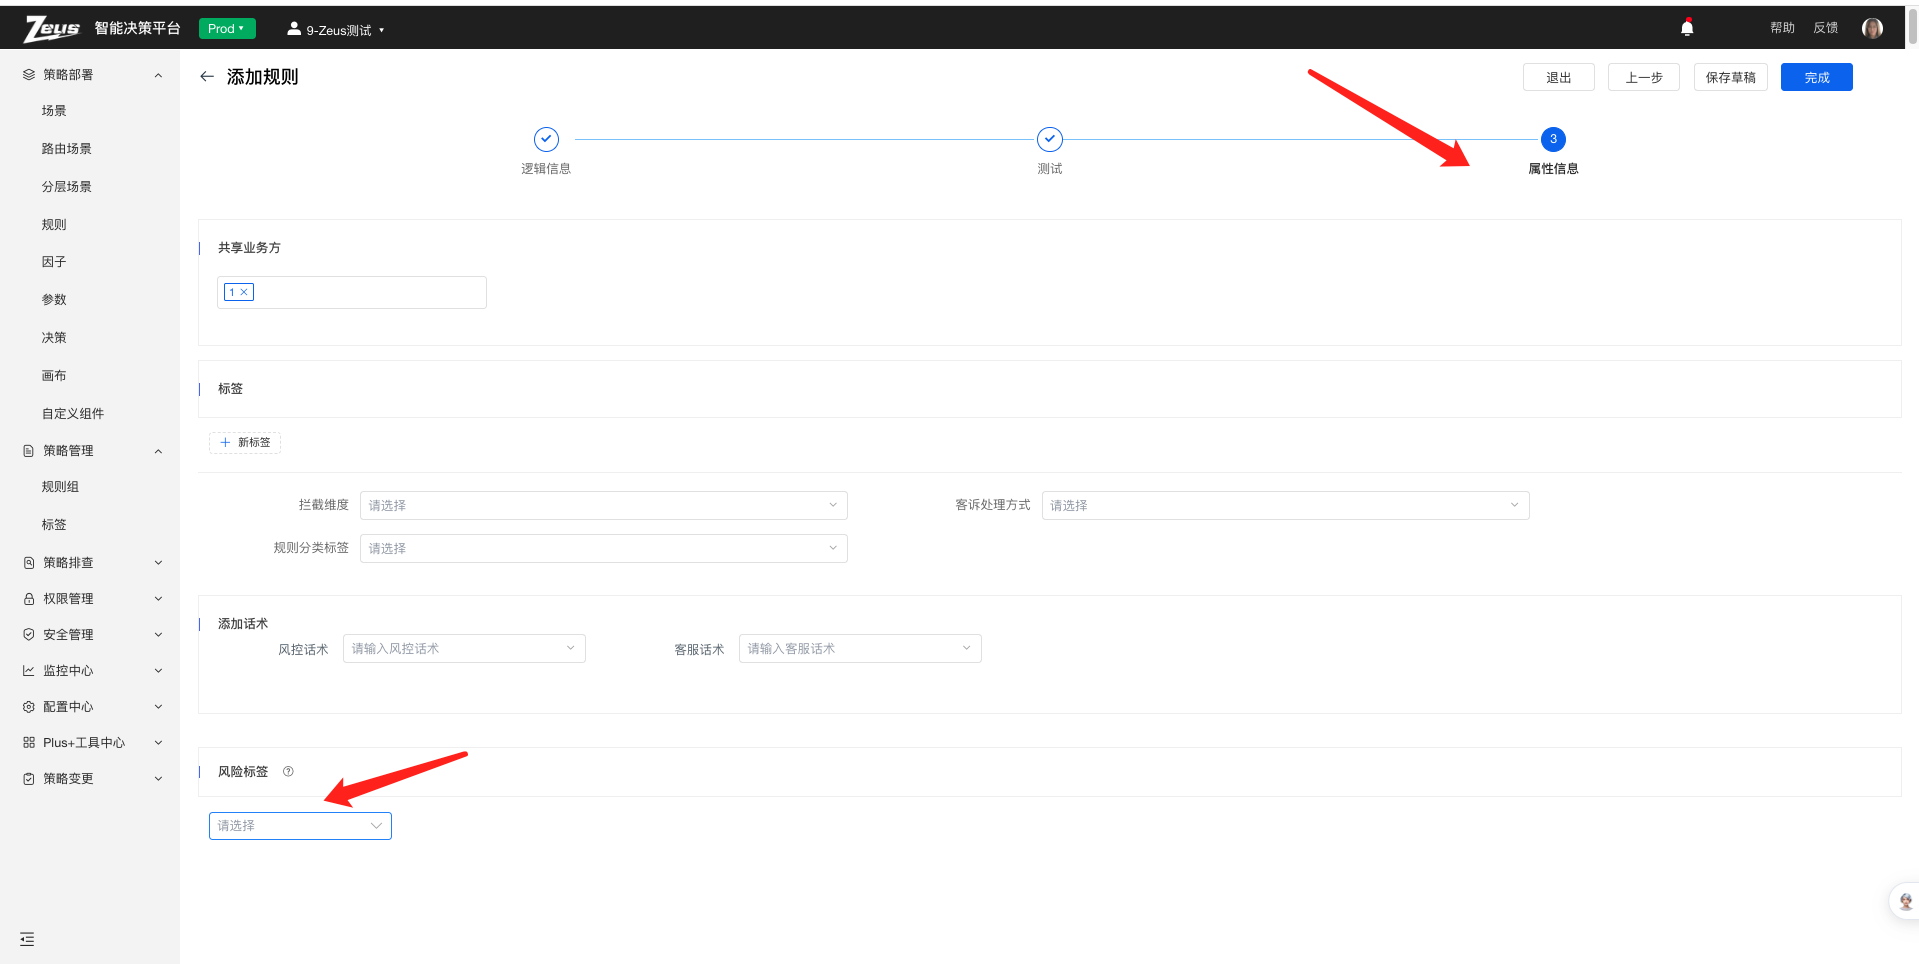 Zeus 智能决策平台 Prod 9-Zeus测试 帮助 反馈
策略部署
场景
路由场景
分层场景
规则
因子
参数
决策
画布
自定义组件
策略管理
规则组
标签
策略排查
权限管理
安全管理
监控中心
配置中心
Plus+工具中心
策略变更
添加规则
退出 上一步 保存草稿 完成
3
逻辑信息 测试 属性信息
共享业务方
1
标签
新标签
拦截维度 请选择 客诉处理方式 请选择
规则分类标签 请选择
添加话术
风控话术 请输入风控话术 客服话术 请输入客服话术
风险标签
请选择